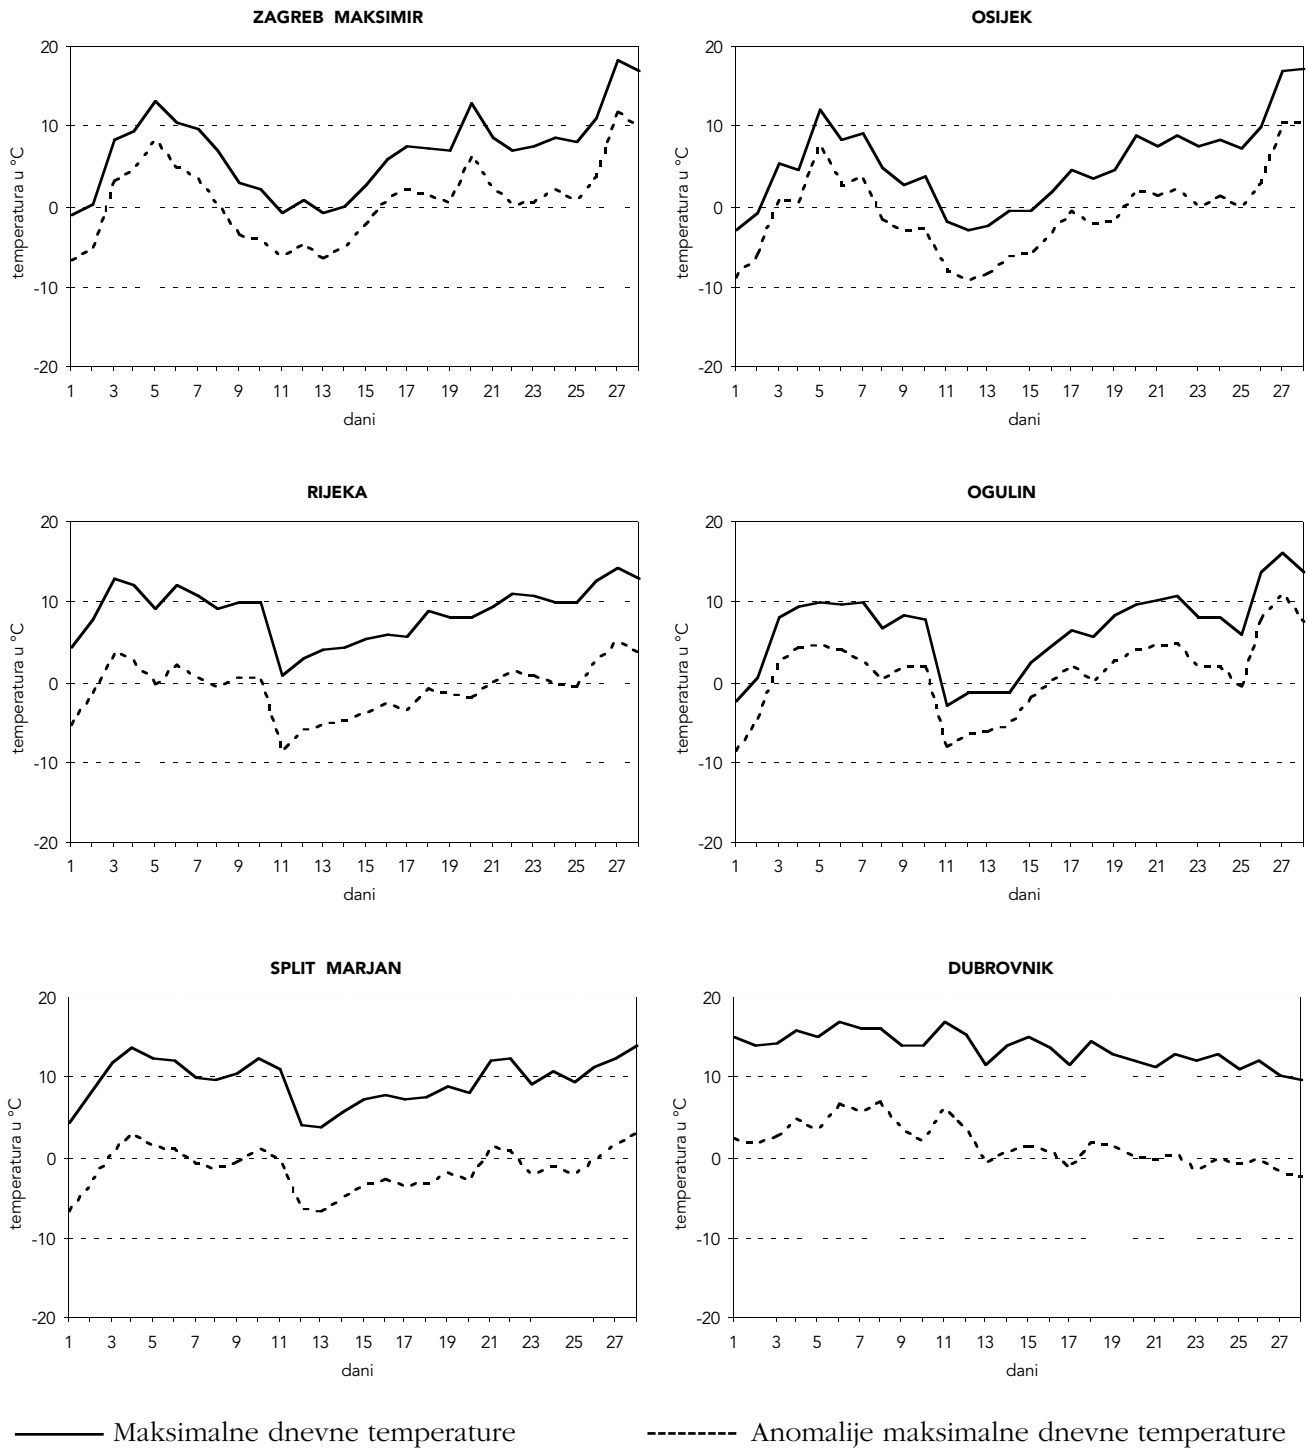 ZAGREB MAKSIMIR
20
10
0
-10
-20
temperatura u °C
1 3 5 7 9 11 13 15 17 19 21 23 25 27
dani
OSIJEK
20
10
0
-10
-20
temperatura u °C
1 3 5 7 9 11 13 15 17 19 21 23 25 27
dani
RIJEKA
20
10
0
-10
-20
temperatura u °C
1 3 5 7 9 11 13 15 17 19 21 23 25 27
dani
OGULIN
20
10
0
-10
-20
temperatura u °C
1 3 5 7 9 11 13 15 17 19 21 23 25 27
dani
SPLIT MARJAN
20
10
0
-10
-20
temperatura u °C
1 3 5 7 9 11 13 15 17 19 21 23 25 27
dani
DUBROVNIK
20
10
0
-10
-20
temperatura u °C
1 3 5 7 9 11 13 15 17 19 21 23 25 27
dani
Maksimalne dnevne temperature
Anomalije maksimalne dnevne temperature